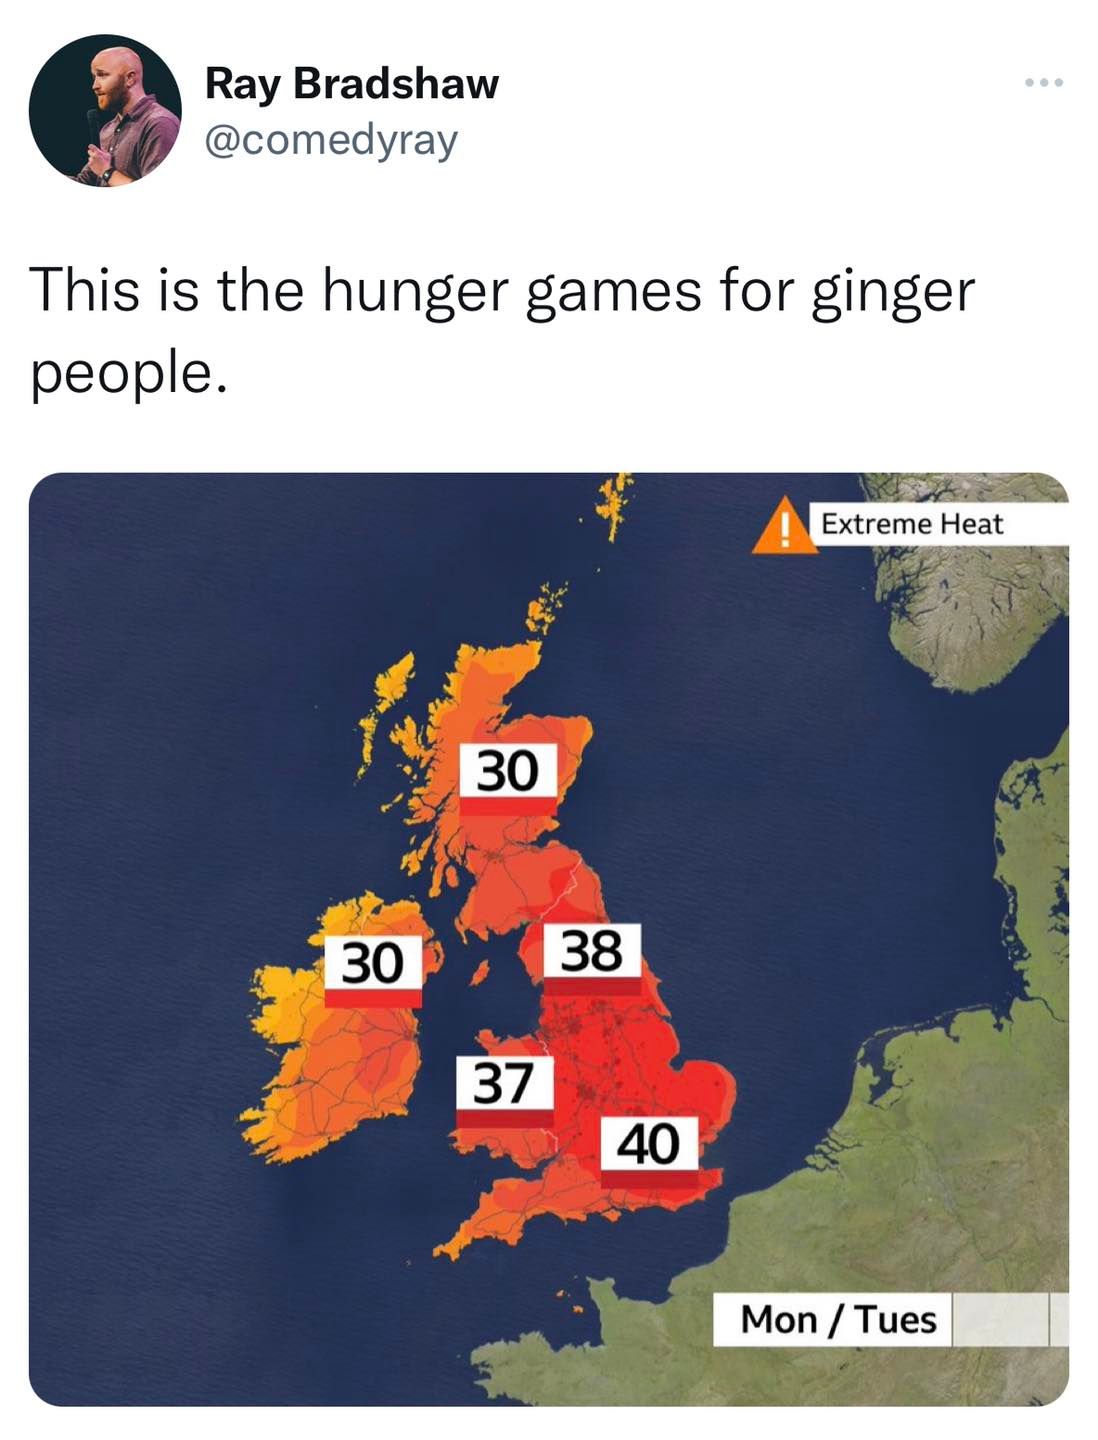 Ray Bradshaw
@comedyray
This is the hunger games for ginger
people.
Extreme Heat
30
30
38
37
40
Mon / Tues